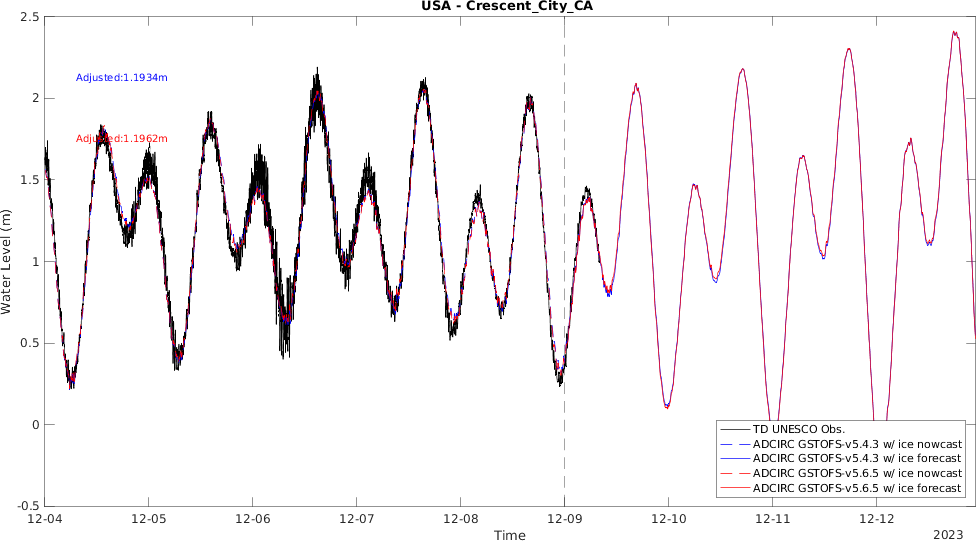 USA - Crescent_City_CA
2.5
2
1.5
1
0.5
0
-0.5
Water Level (m)
Adjusted:1.1934m
Adjusted:1.1962m
TD UNESCO Obs.
ADCIRC GSTOFS-v5.4.3 w/ ice nowcast
ADCIRC GSTOFS-v5.4.3 w/ ice forecast
ADCIRC GSTOFS-v5.6.5 w/ ice nowcast
ADCIRC GSTOFS-v5.6.5 w/ ice forecast
12-04 12-05 12-06 12-07 12-08 12-09 12-10 12-11 12-12
Time
2023